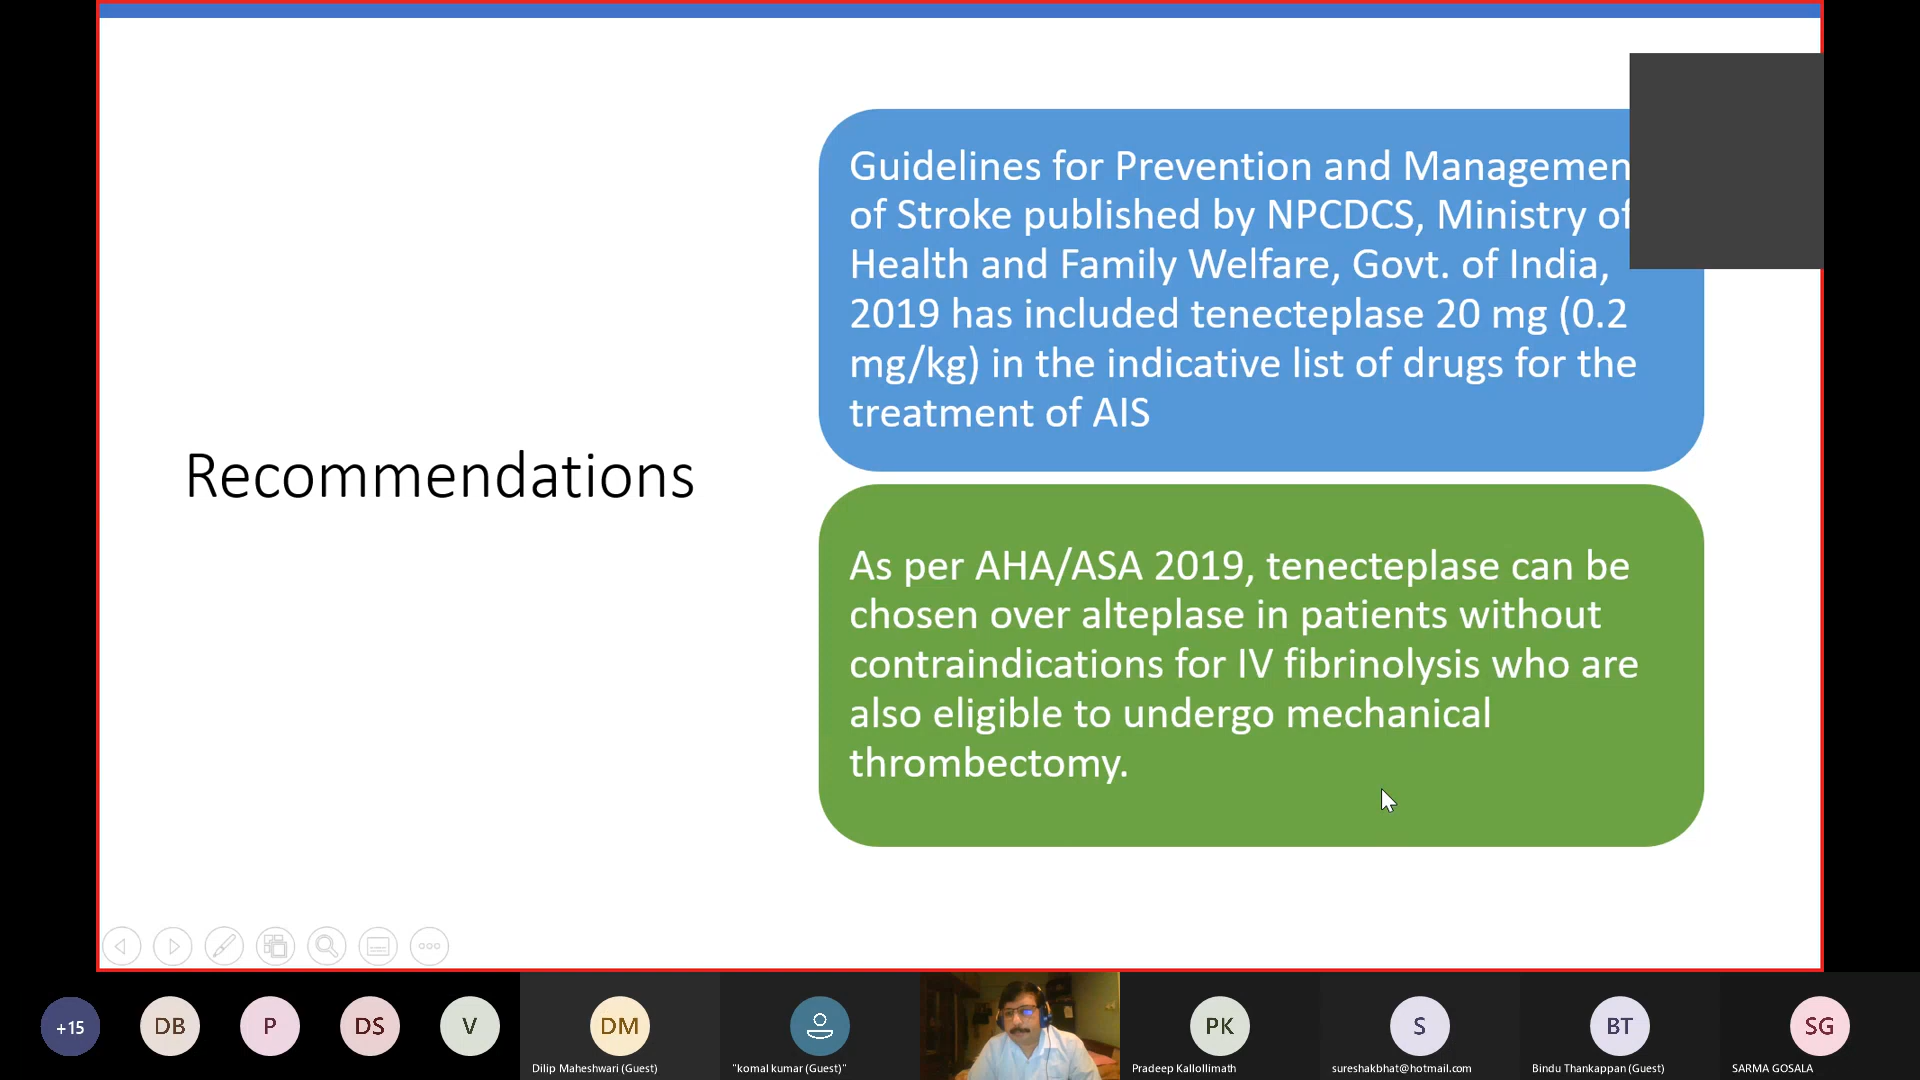 Guidelines for Prevention and Managemen
of Stroke published by NPCDCS, Ministry of
Health and Family Welfare, Govt. of India,
2019 has included tenecteplase 20 mg (0.2
mg/kg) in the indicative list of drugs for the
treatment of AIS
Recommendations
As per AHA/ASA 2019, tenecteplase can be
chosen over alteplase in patients without
contraindications for IV fibrinolysis who are
also eligible to undergo mechanical
thrombectomy.
+15
DB
P
DS
V
DM
PK
S
BT
SG
Dilip Maheshwari (Guest)
"komal kumar (Guest)"
Pradeep Kallollimath
sureshakbhat@hotmail.com
Bindu Thankappan (Guest)
SARMA GOSALA